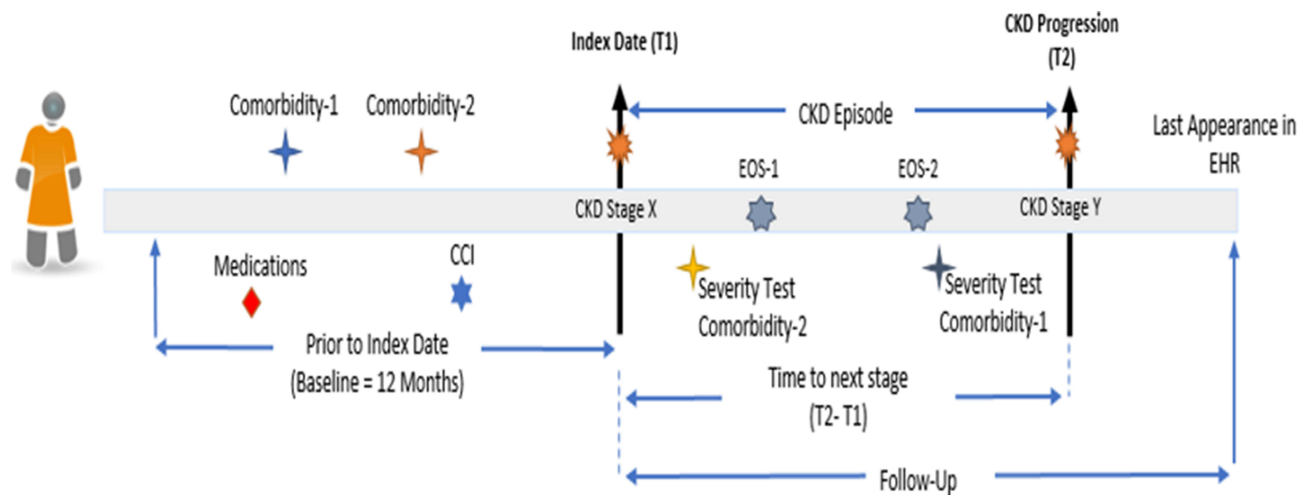 Index Date (T1)
CKD Progression
(T2)
Comorbidity-1
Comorbidity-2
CKD Episode
Last Appearance in
EHR
EOS-1
EOS-2
CKD Stage X
CKD Stage Y
Medications
CCI
Severity Test
Comorbidity-2
Severity Test
Comorbidity-1
Prior to Index Date
(Baseline = 12 Months)
Time to next stage
(T2- T1)
Follow-Up